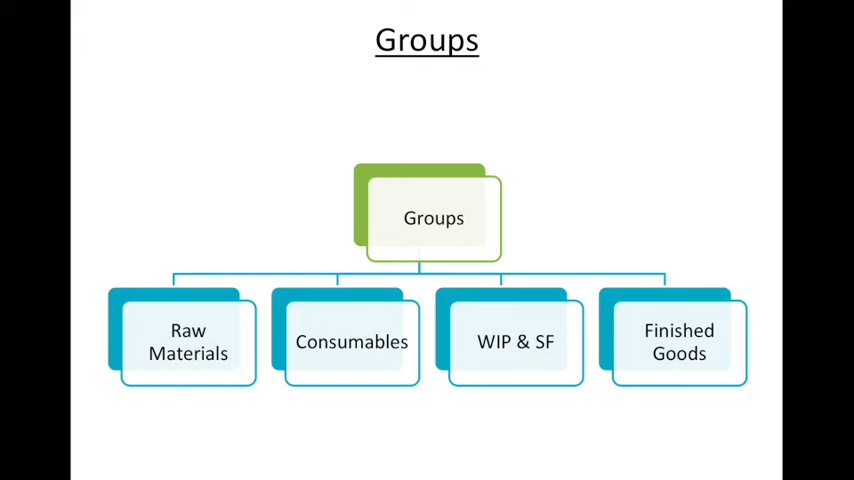 Groups
Groups
Raw
Materials
Consumables
WIP & SF
Finished
Goods